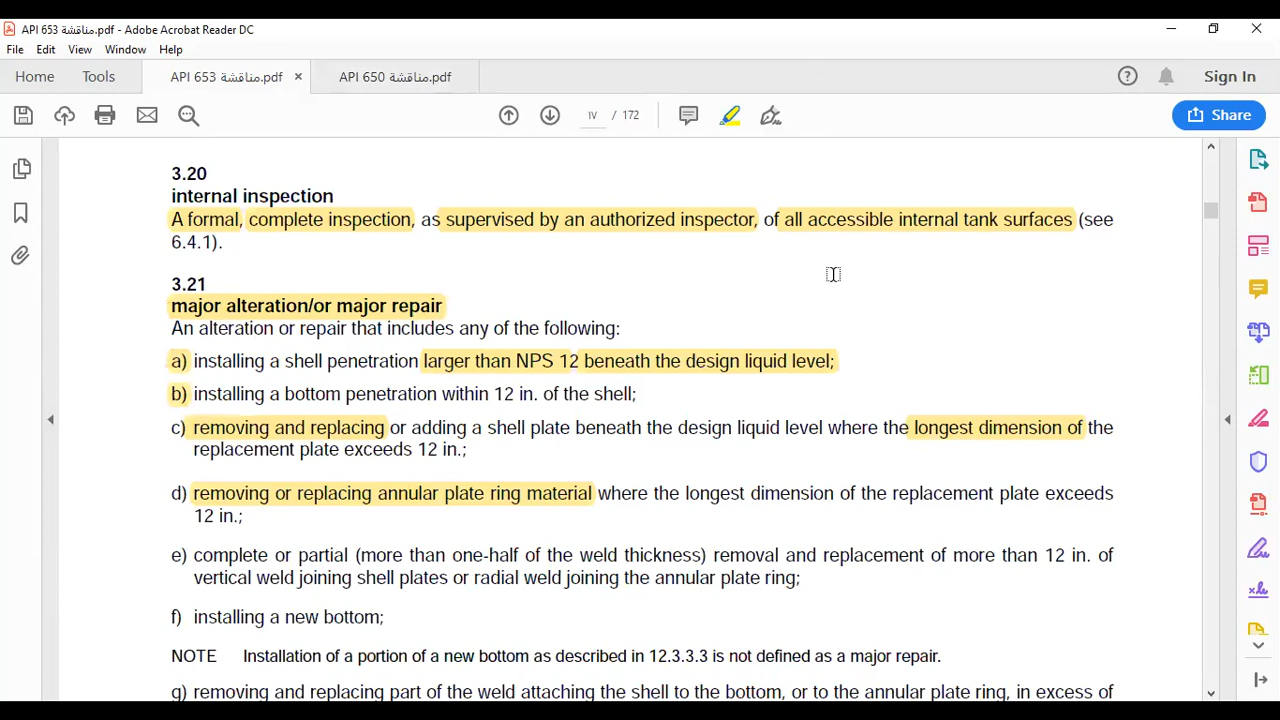 API 653 مناقشة.pdf - Adobe Acrobat Reader DC
File Edit View Window Help
Home Tools API 653 مناقشة.pdf × API 650 مناقشة.pdf Sign In
IV / 172 Share
3.20
internal inspection
A formal, complete inspection, as supervised by an authorized inspector, of all accessible internal tank surfaces (see
6.4.1).
3.21
major alteration/or major repair
An alteration or repair that includes any of the following:
a) installing a shell penetration larger than NPS 12 beneath the design liquid level;
b) installing a bottom penetration within 12 in. of the shell;
c) removing and replacing or adding a shell plate beneath the design liquid level where the longest dimension of the
replacement plate exceeds 12 in.;
d) removing or replacing annular plate ring material where the longest dimension of the replacement plate exceeds
12 in.;
e) complete or partial (more than one-half of the weld thickness) removal and replacement of more than 12 in. of
vertical weld joining shell plates or radial weld joining the annular plate ring;
f) installing a new bottom;
NOTE Installation of a portion of a new bottom as described in 12.3.3.3 is not defined as a major repair.
g) removing and replacing part of the weld attaching the shell to the bottom, or to the annular plate ring, in excess of